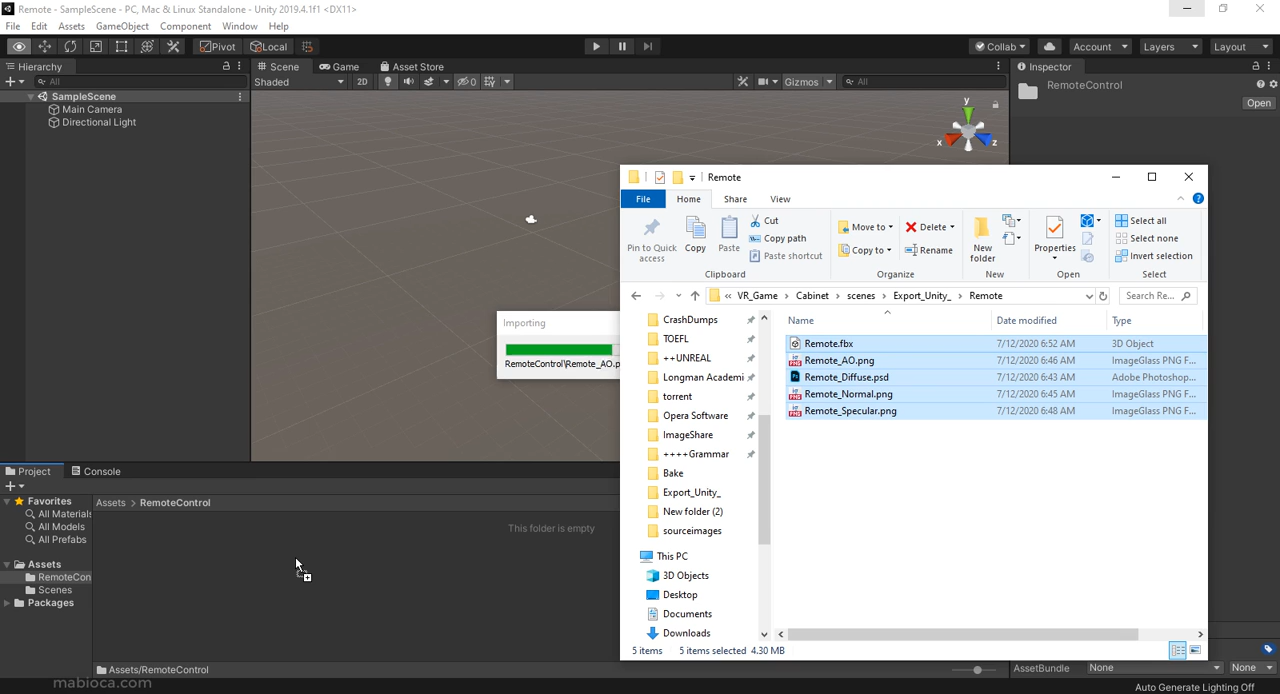 Remote - SampleScene - PC, Mac & Linux Standalone - Unity 2019.4.1f1 <DX11>
File Edit Assets GameObject Component Window Help
Pivot Local Collab Account Layers Layout
Hierarchy Scene Game Asset Store Inspector
All Shaded 2D 0 Gizmos All
SampleScene
Main Camera
Directional Light
y
x z
RemoteControl
Open
Remote
File Home Share View
Pin to Quick access
Copy
Paste
Cut
Copy path
Paste shortcut
Clipboard
Move to
Copy to
Delete
Rename
Organize
New folder
New
Properties
Open
Select all
Select none
Invert selection
Select
« VR_Game > Cabinet > scenes > Export_Unity_ > Remote
Search Re...
Importing
RemoteControl\Remote_AO.p
CrashDumps
TOEFL
++UNREAL
Longman Academi
torrent
Opera Software
ImageShare
++++Grammar
Bake
Export_Unity_
New folder (2)
sourceimages
This PC
3D Objects
Desktop
Documents
Downloads
Name Date modified Type
Remote.fbx 7/12/2020 6:52 AM 3D Object
Remote_AO.png 7/12/2020 6:46 AM ImageGlass PNG F...
Remote_Diffuse.psd 7/12/2020 6:43 AM Adobe Photoshop...
Remote_Normal.png 7/12/2020 6:45 AM ImageGlass PNG F...
Remote_Specular.png 7/12/2020 6:48 AM ImageGlass PNG F...
5 items 5 items selected 4.30 MB
Project Console
Favorites
All Materials
All Models
All Prefabs
Assets
RemoteCon
Scenes
Packages
Assets > RemoteControl
This folder is empty
Assets/RemoteControl
AssetBundle None None
mabioca.com
Auto Generate Lighting Off